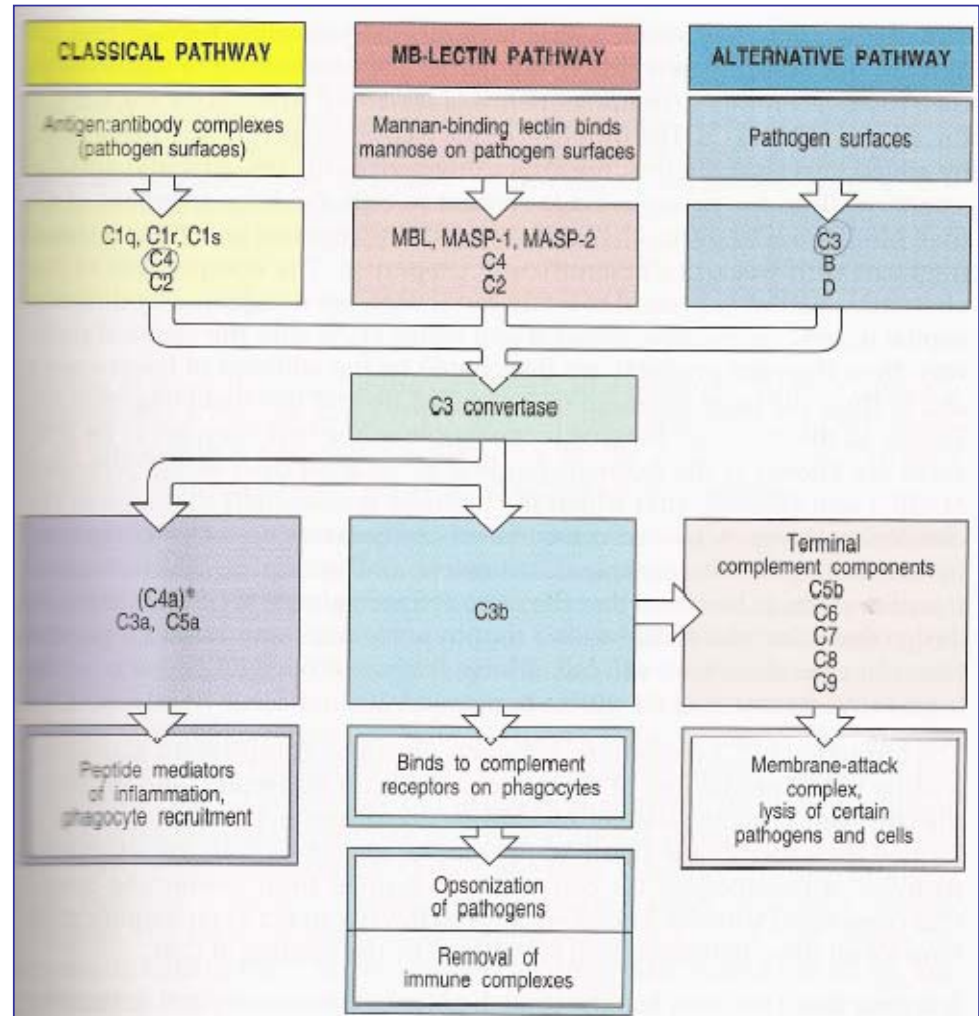 CLASSICAL PATHWAY
MB-LECTIN PATHWAY
ALTERNATIVE PATHWAY
Antigen:antibody complexes
(pathogen surfaces)
Mannan-binding lectin binds
mannose on pathogen surfaces
Pathogen surfaces
C1q, C1r, C1s
C4
C2
MBL, MASP-1, MASP-2
C4
C2
C3
B
D
C3 convertase
(C4a)*
C3a, C5a
C3b
Terminal
complement components
C5b
C6
C7
C8
C9
Peptide mediators
of inflammation,
phagocyte recruitment
Binds to complement
receptors on phagocytes
Membrane-attack
complex,
lysis of certain
pathogens and cells
Opsonization
of pathogens
Removal of
immune complexes